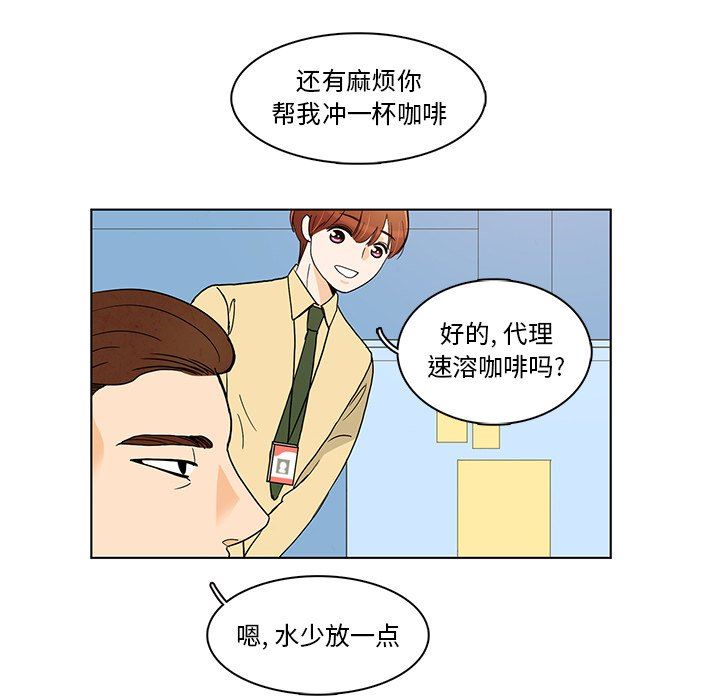 还有麻烦你
帮我冲一杯咖啡
好的, 代理
速溶咖啡吗?
嗯, 水少放一点